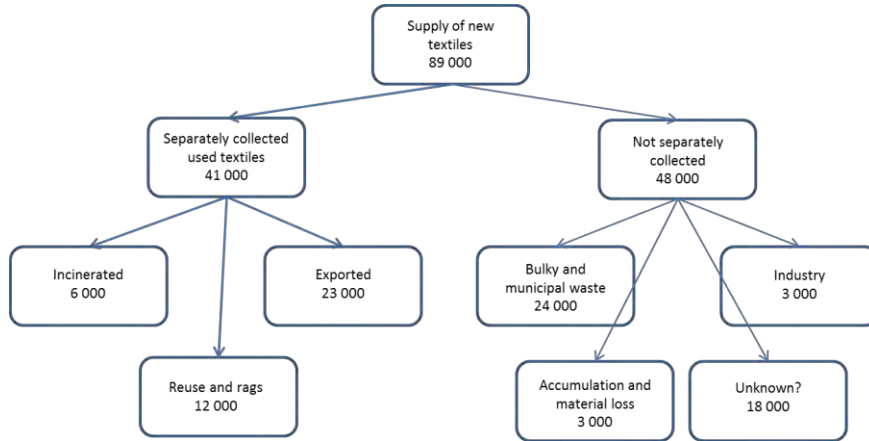 Supply of new
textiles
89 000
Separately collected
used textiles
41 000
Not separately
collected
48 000
Incinerated
6 000
Exported
23 000
Bulky and
municipal waste
24 000
Industry
3 000
Reuse and rags
12 000
Accumulation and
material loss
3 000
Unknown?
18 000